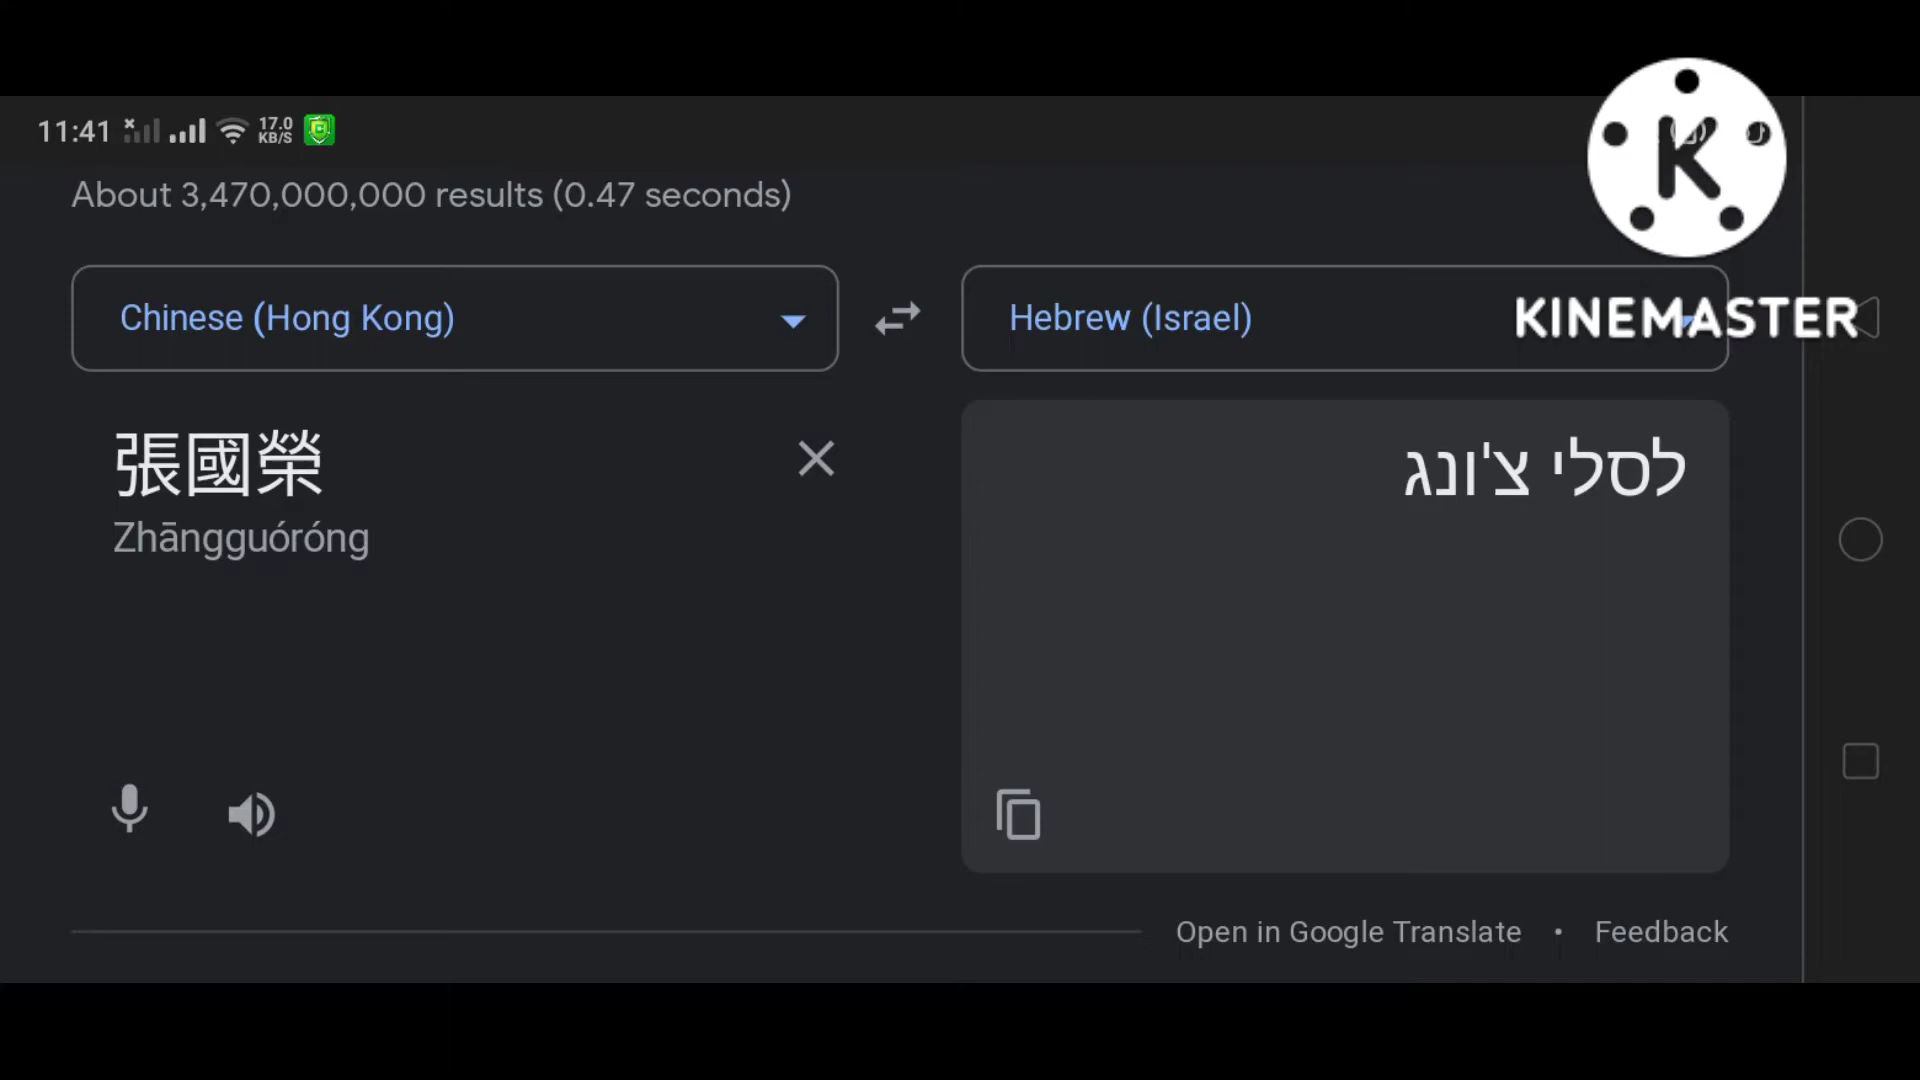 11:41
17.0
KB/S
About 3,470,000,000 results (0.47 seconds)
Chinese (Hong Kong)
Hebrew (Israel)
K
KINEMASTER
張國榮
Zhāngguóróng
לסלי צ'ונג
Open in Google Translate • Feedback